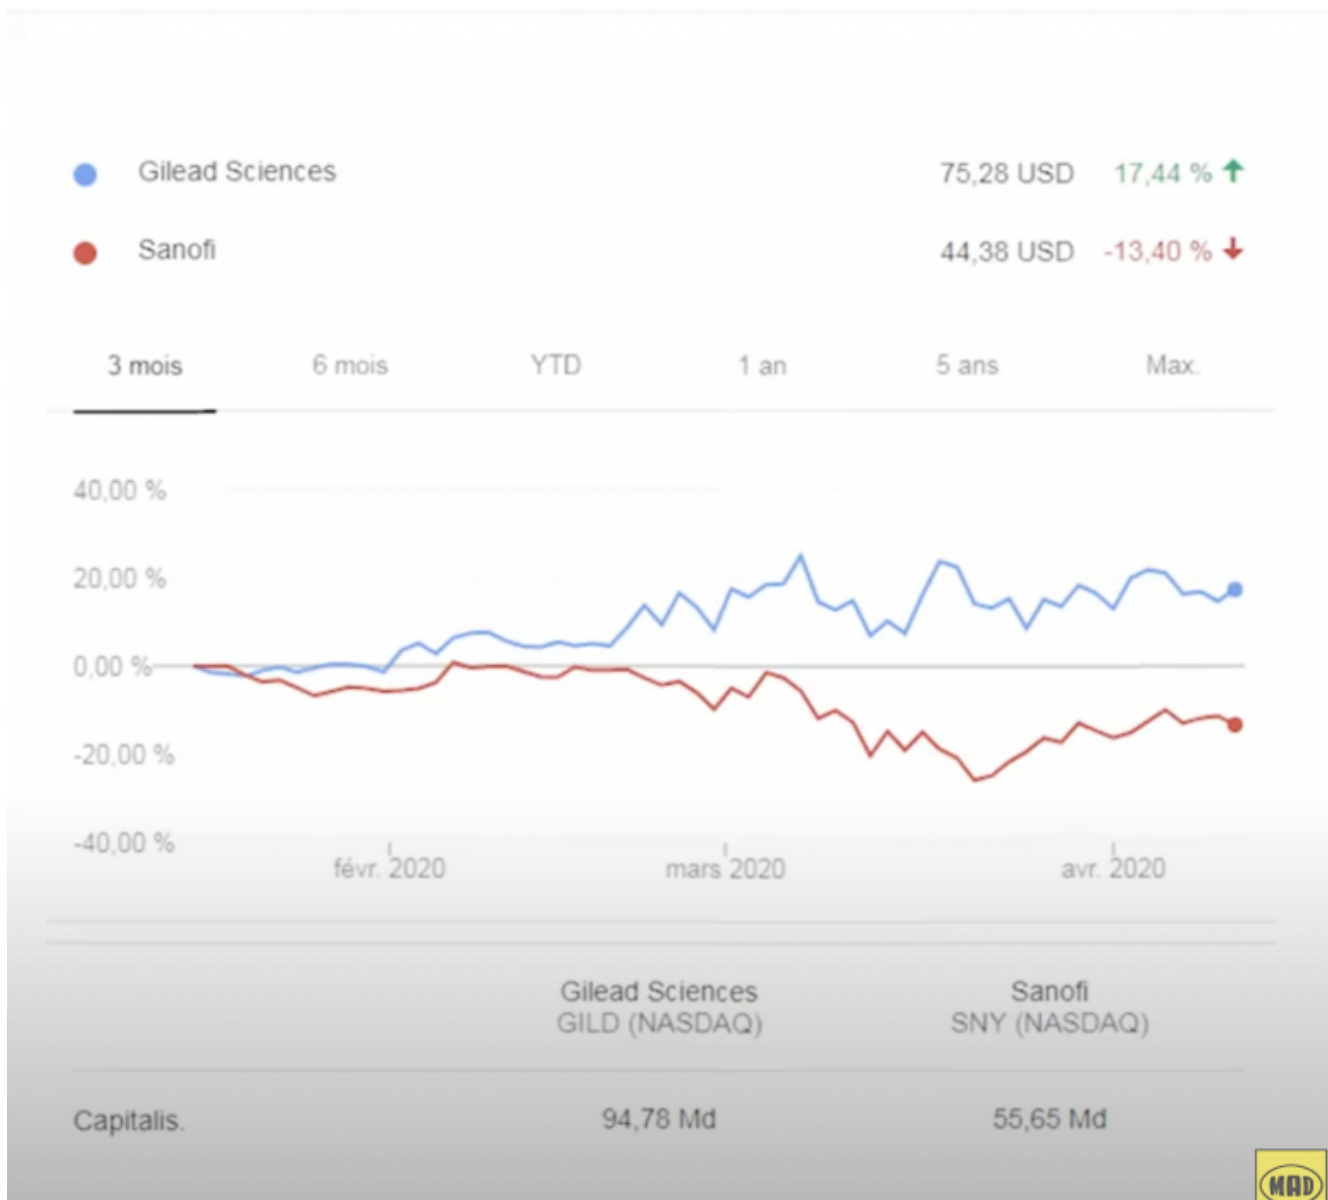 Gilead Sciences 75,28 USD 17,44 %
Sanofi 44,38 USD -13,40 %
3 mois 6 mois YTD 1 an 5 ans Max.
40,00 %
20,00 %
0,00 %
-20,00 %
-40,00 %
févr. 2020 mars 2020 avr. 2020
Gilead Sciences Sanofi
GILD (NASDAQ) SNY (NASDAQ)
Capitalis. 94,78 Md 55,65 Md
MAD